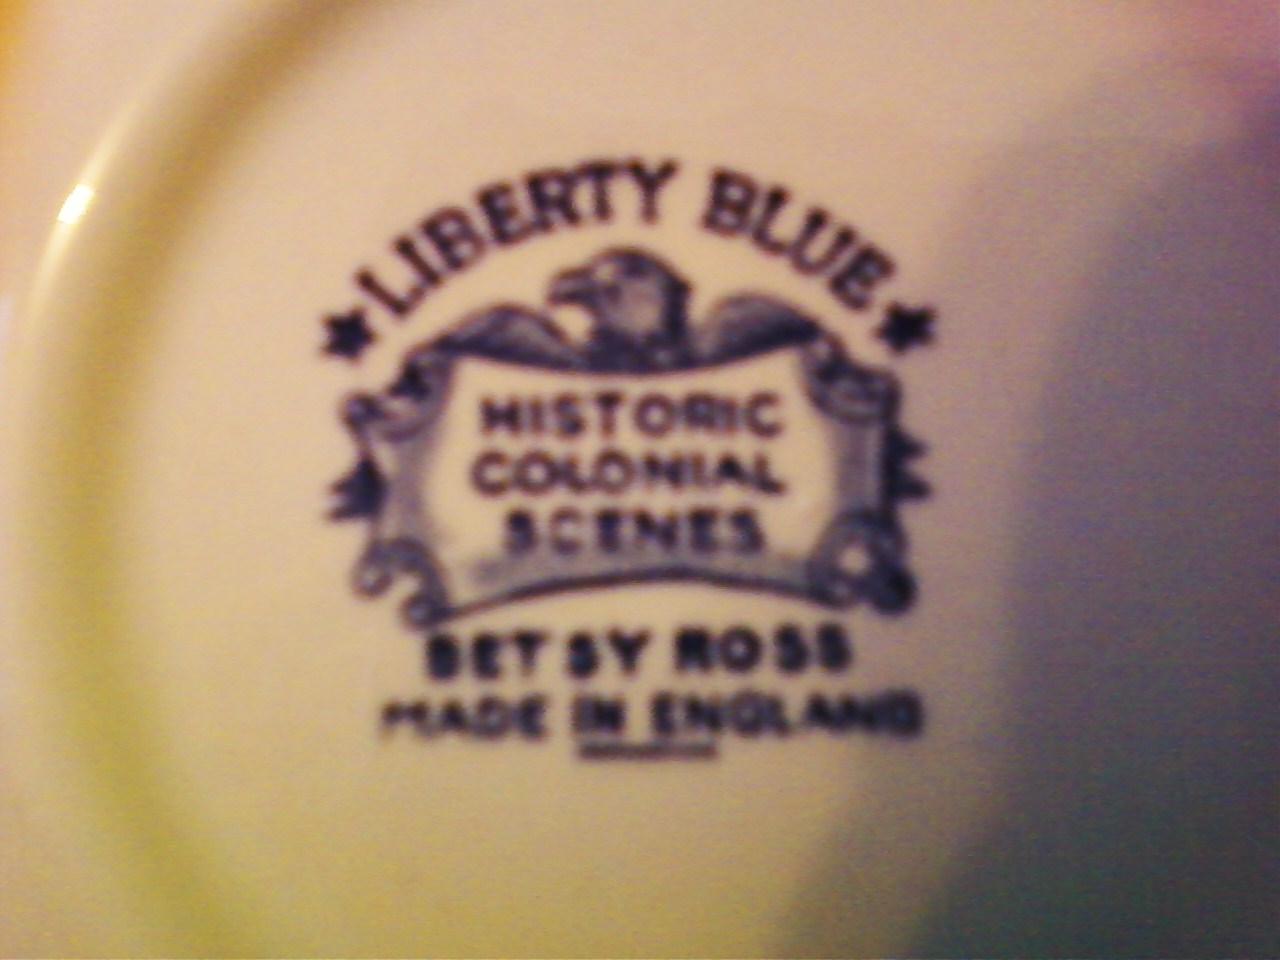 LIBERTY BLUE
HISTORIC
COLONIAL
SCENES
BETSY ROSS
MADE IN ENGLAND